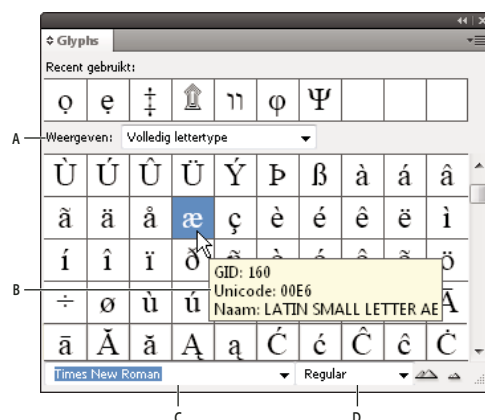 Glyphs
Recent gebruikt:
ọ ẹ ‡ ۩ װ φ Ψ
A
Weergeven: Volledig lettertype
Ù Ú Û Ü Ý Þ ß à á â
ã ä å æ ç è é ê ë ì
í î ï ð ñ ò ó ô õ ö
GID: 160
B
Unicode: 00E6
Naam: LATIN SMALL LETTER AE
÷ ø ù ú Ā
ā Ă ă Ą ą Ć ć Ĉ ĉ Ċ
Times New Roman Regular
C D